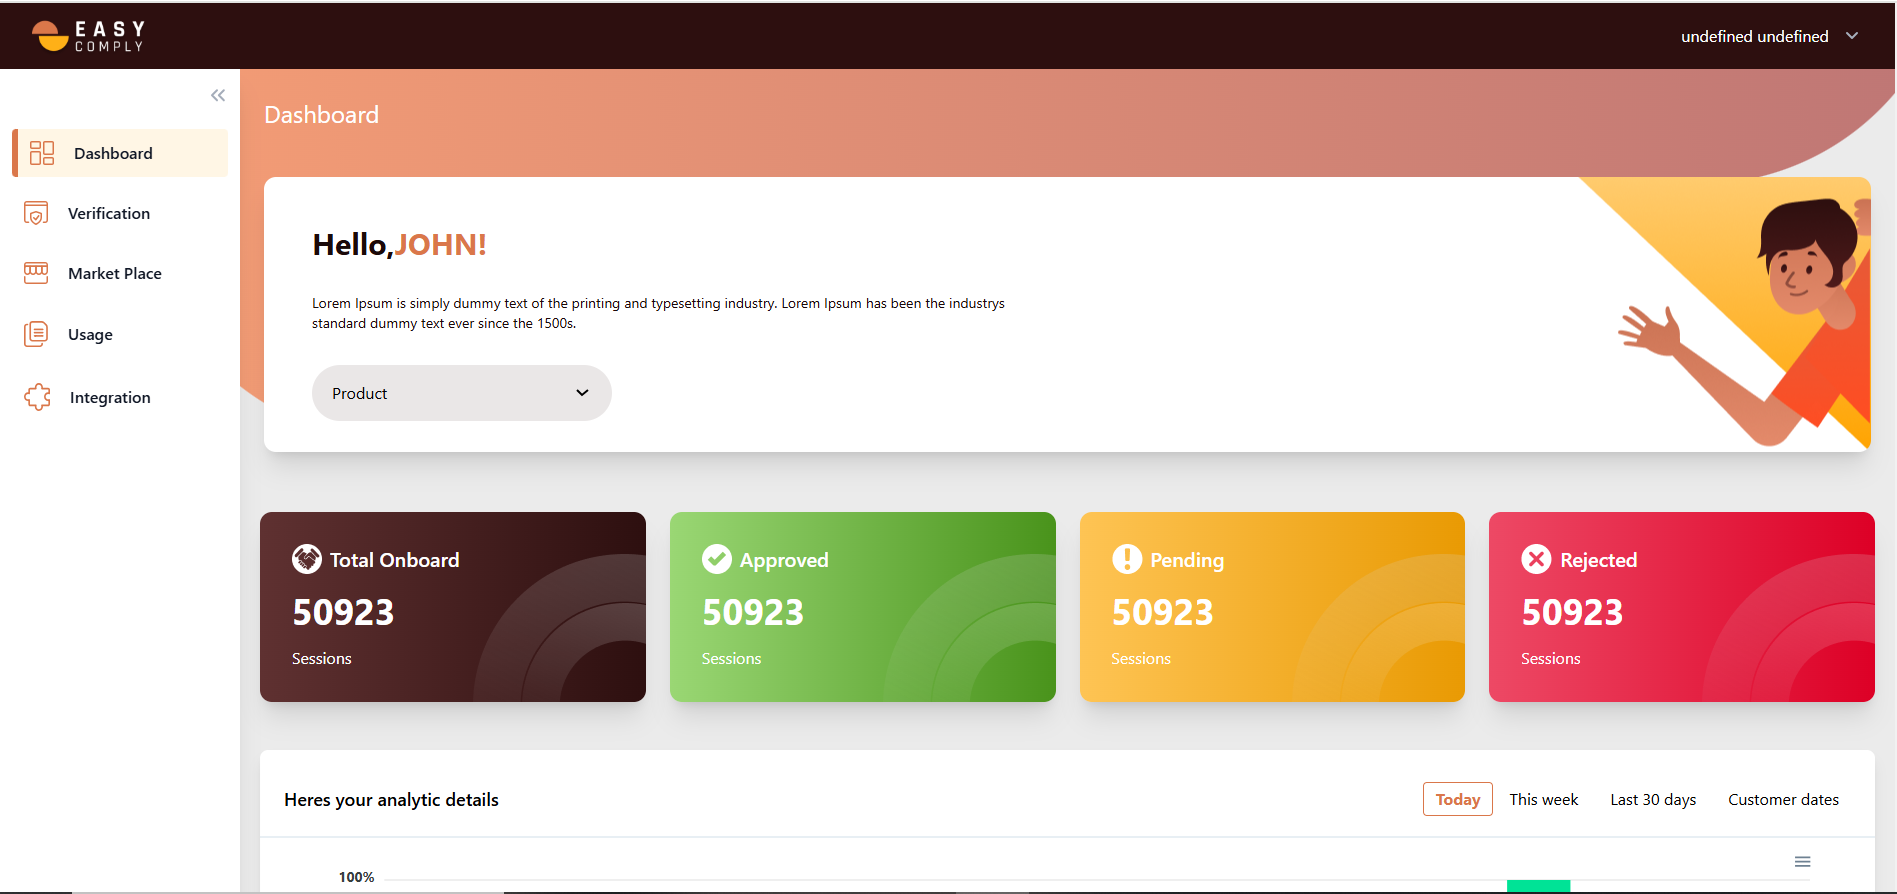 EASY
COMPLY
undefined undefined
Dashboard
Dashboard
Verification
Market Place
Usage
Integration
Hello,JOHN!
Lorem Ipsum is simply dummy text of the printing and typesetting industry. Lorem Ipsum has been the industrys
standard dummy text ever since the 1500s.
Product
Total Onboard
50923
Sessions
Approved
50923
Sessions
Pending
50923
Sessions
Rejected
50923
Sessions
Heres your analytic details
Today
This week
Last 30 days
Customer dates
100%